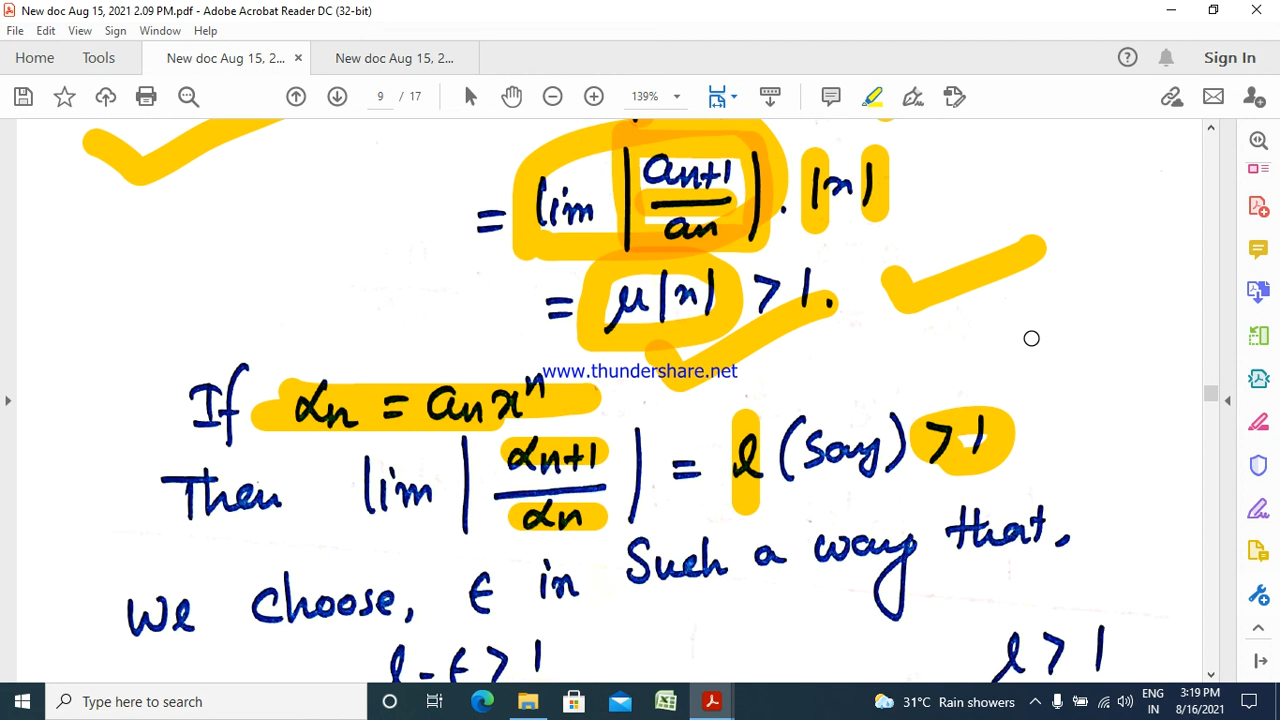 New doc Aug 15, 2021 2.09 PM.pdf - Adobe Acrobat Reader DC (32-bit)
File Edit View Sign Window Help
Home Tools New doc Aug 15, 2... × New doc Aug 15, 2... Sign In
9 / 17 139%
= lim |an+1/an| . |x|
= μ|x| > 1.
www.thundershare.net
If αn = anx^n
Then lim |αn+1/αn| = l (say) > 1
We choose, ε in such a way that,
l - ε > 1 l > 1
Type here to search
31°C Rain showers ENG IN 3:19 PM 8/16/2021